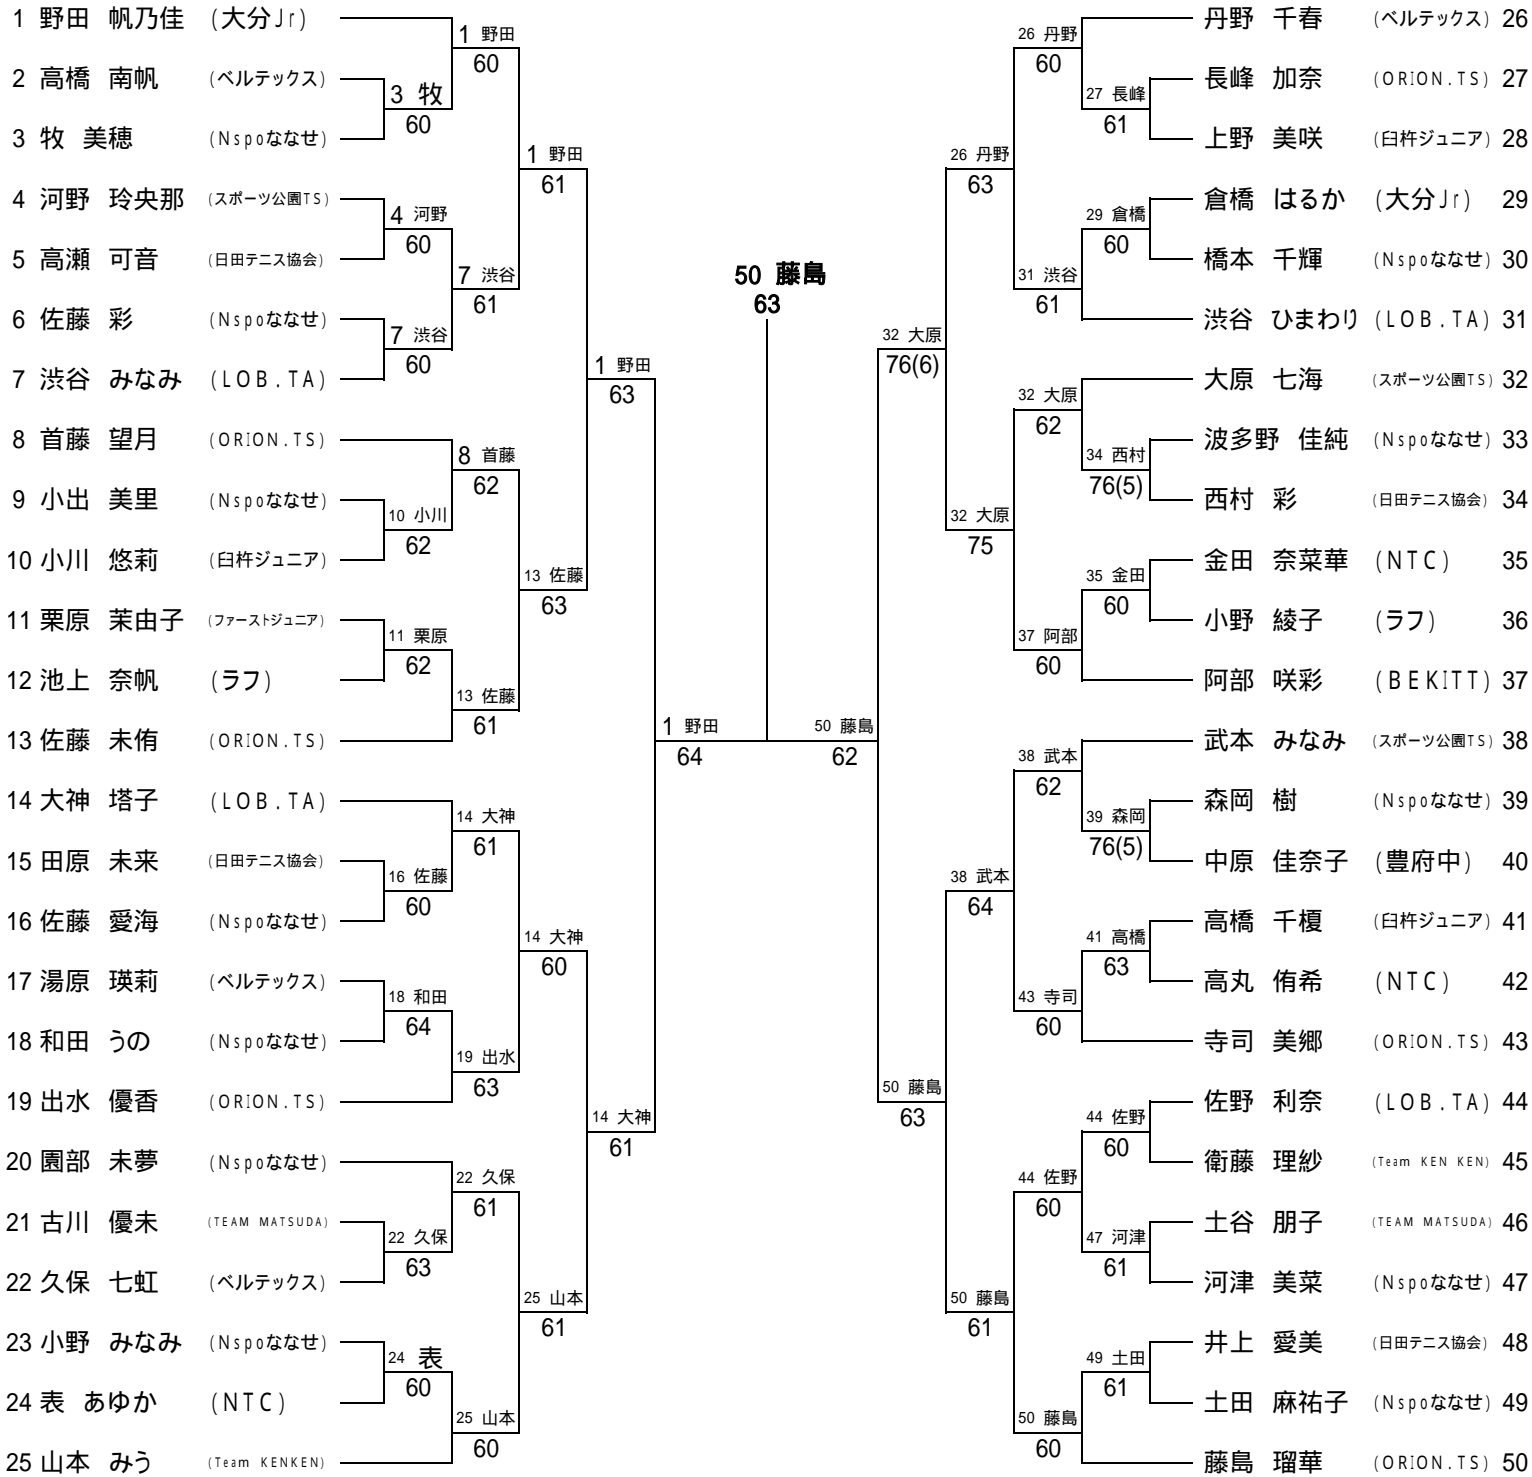 1 野田 帆乃佳 (大分Jr)
2 高橋 南帆 (ベルテックス)
3 牧 美穂 (Nspoななせ)
4 河野 玲央那 (スポーツ公園TS)
5 高瀬 可音 (日田テニス協会)
6 佐藤 彩 (Nspoななせ)
7 渋谷 みなみ (LOB.TA)
8 首藤 望月 (ORION.TS)
9 小出 美里 (Nspoななせ)
10 小川 悠莉 (臼杵ジュニア)
11 栗原 茉由子 (ファーストジュニア)
12 池上 奈帆 (ラフ)
13 佐藤 未侑 (ORION.TS)
14 大神 塔子 (LOB.TA)
15 田原 未来 (日田テニス協会)
16 佐藤 愛海 (Nspoななせ)
17 湯原 瑛莉 (ベルテックス)
18 和田 うの (Nspoななせ)
19 出水 優香 (ORION.TS)
20 園部 未夢 (Nspoななせ)
21 古川 優未 (TEAM MATSUDA)
22 久保 七虹 (ベルテックス)
23 小野 みなみ (Nspoななせ)
24 表 あゆか (NTC)
25 山本 みう (Team KENKEN)
3 牧
60
4 河野
60
7 渋谷
60
10 小川
62
11 栗原
62
16 佐藤
60
18 和田
64
22 久保
63
24 表
60
1 野田
60
7 渋谷
61
8 首藤
62
13 佐藤
61
14 大神
61
19 出水
63
22 久保
61
25 山本
60
1 野田
61
13 佐藤
63
14 大神
60
25 山本
61
1 野田
63
14 大神
61
1 野田
64
50 藤島
63
50 藤島
62
32 大原
76(6)
50 藤島
63
26 丹野
63
32 大原
75
38 武本
64
50 藤島
61
26 丹野
60
31 渋谷
61
32 大原
62
37 阿部
60
38 武本
62
43 寺司
60
44 佐野
60
50 藤島
60
27 長峰
61
29 倉橋
60
34 西村
76(5)
35 金田
60
39 森岡
76(5)
41 高橋
63
44 佐野
60
47 河津
61
49 土田
61
丹野 千春 (ベルテックス) 26
長峰 加奈 (ORION.TS) 27
上野 美咲 (臼杵ジュニア) 28
倉橋 はるか (大分Jr) 29
橋本 千輝 (Nspoななせ) 30
渋谷 ひまわり (LOB.TA) 31
大原 七海 (スポーツ公園TS) 32
波多野 佳純 (Nspoななせ) 33
西村 彩 (日田テニス協会) 34
金田 奈菜華 (NTC) 35
小野 綾子 (ラフ) 36
阿部 咲彩 (BEKITT) 37
武本 みなみ (スポーツ公園TS) 38
森岡 樹 (Nspoななせ) 39
中原 佳奈子 (豊府中) 40
高橋 千榎 (臼杵ジュニア) 41
高丸 侑希 (NTC) 42
寺司 美郷 (ORION.TS) 43
佐野 利奈 (LOB.TA) 44
衛藤 理紗 (Team KEN KEN) 45
土谷 朋子 (TEAM MATSUDA) 46
河津 美菜 (Nspoななせ) 47
井上 愛美 (日田テニス協会) 48
土田 麻祐子 (Nspoななせ) 49
藤島 瑠華 (ORION.TS) 50